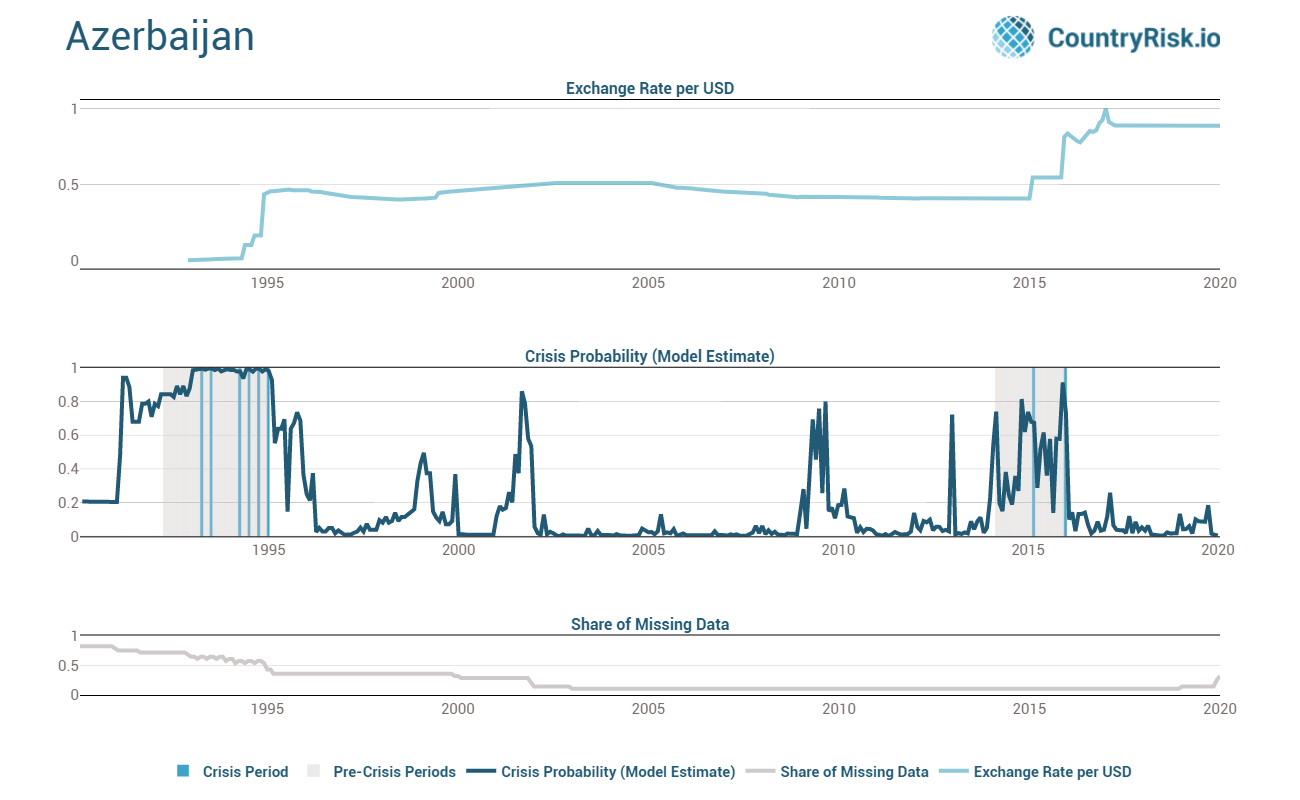 Azerbaijan
CountryRisk.io
Exchange Rate per USD
1
0.5
0
1995 2000 2005 2010 2015 2020
Crisis Probability (Model Estimate)
1
0.8
0.6
0.4
0.2
0
1995 2000 2005 2010 2015 2020
Share of Missing Data
1
0.5
0
1995 2000 2005 2010 2015 2020
Crisis Period Pre-Crisis Periods Crisis Probability (Model Estimate) Share of Missing Data Exchange Rate per USD